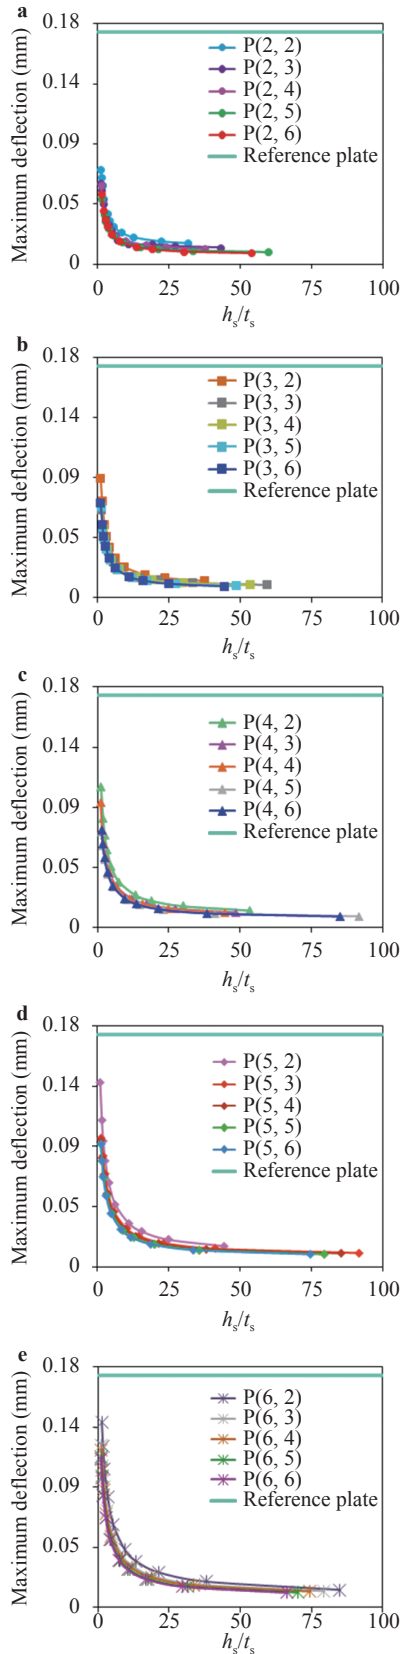 a
0.18
0.14
0.09
0.05
0
Maximum deflection (mm)
P(2, 2)
P(2, 3)
P(2, 4)
P(2, 5)
P(2, 6)
Reference plate
0 25 50 75 100
hs/ts
b
0.18
0.14
0.09
0.05
0
Maximum deflection (mm)
P(3, 2)
P(3, 3)
P(3, 4)
P(3, 5)
P(3, 6)
Reference plate
0 25 50 75 100
hs/ts
c
0.18
0.14
0.09
0.05
0
Maximum deflection (mm)
P(4, 2)
P(4, 3)
P(4, 4)
P(4, 5)
P(4, 6)
Reference plate
0 25 50 75 100
hs/ts
d
0.18
0.14
0.09
0.05
0
Maximum deflection (mm)
P(5, 2)
P(5, 3)
P(5, 4)
P(5, 5)
P(5, 6)
Reference plate
0 25 50 75 100
hs/ts
e
0.18
0.14
0.09
0.05
0
Maximum deflection (mm)
P(6, 2)
P(6, 3)
P(6, 4)
P(6, 5)
P(6, 6)
Reference plate
0 25 50 75 100
hs/ts